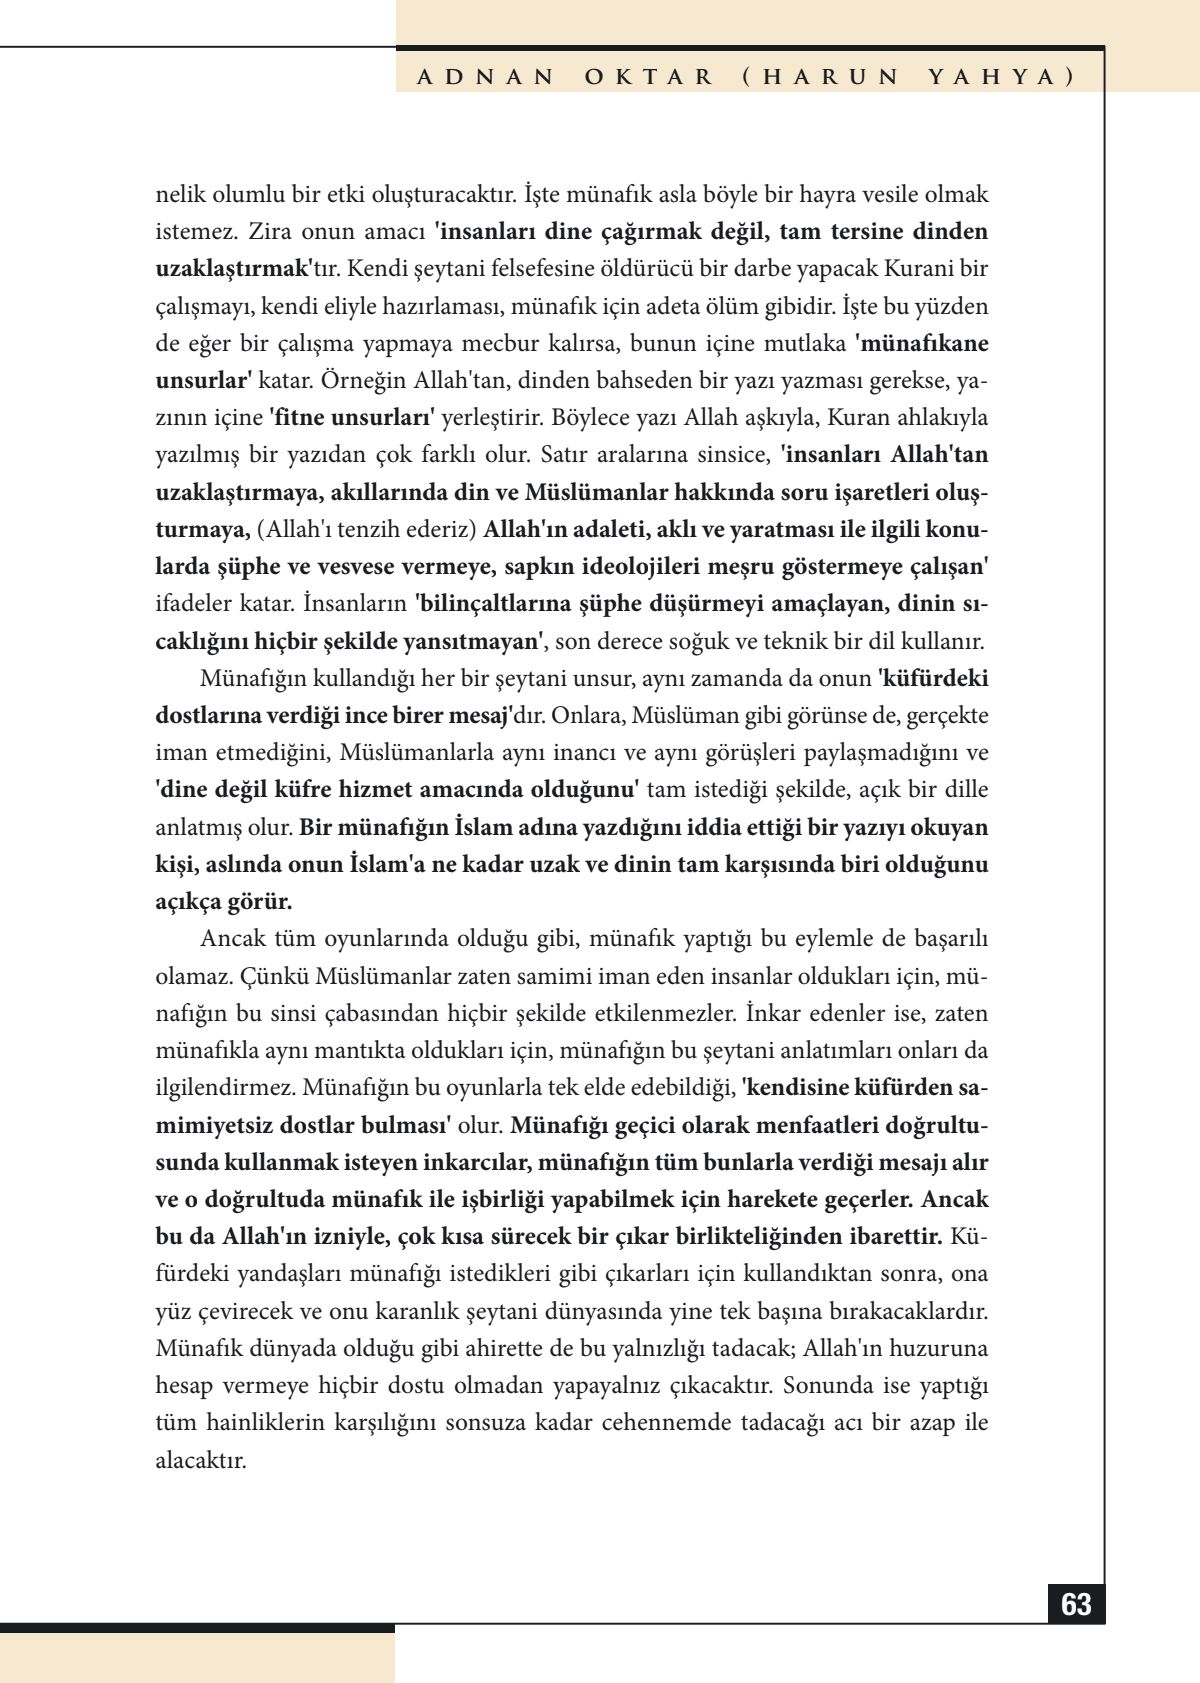 ADNAN OKTAR (HARUN YAHYA)
nelik olumlu bir etki oluşturacaktır. İşte münafık asla böyle bir hayra vesile olmak
istemez. Zira onun amacı 'insanları dine çağırmak değil, tam tersine dinden
uzaklaştırmak'tır. Kendi şeytani felsefesine öldürücü bir darbe yapacak Kurani bir
çalışmayı, kendi eliyle hazırlaması, münafık için adeta ölüm gibidir. İşte bu yüzden
de eğer bir çalışma yapmaya mecbur kalırsa, bunun içine mutlaka 'münafıkane
unsurlar' katar. Örneğin Allah'tan, dinden bahseden bir yazı yazması gerekse, ya-
zının içine 'fitne unsurları' yerleştirir. Böylece yazı Allah aşkıyla, Kuran ahlakıyla
yazılmış bir yazıdan çok farklı olur. Satır aralarına sinsice, 'insanları Allah'tan
uzaklaştırmaya, akıllarında din ve Müslümanlar hakkında soru işaretleri oluş-
turmaya, (Allah'ı tenzih ederiz) Allah'ın adaleti, aklı ve yaratması ile ilgili konu-
larda şüphe ve vesvese vermeye, sapkın ideolojileri meşru göstermeye çalışan'
ifadeler katar. İnsanların 'bilinçaltlarına şüphe düşürmeyi amaçlayan, dinin sı-
caklığını hiçbir şekilde yansıtmayan', son derece soğuk ve teknik bir dil kullanır.
Münafığın kullandığı her bir şeytani unsur, aynı zamanda da onun 'küfürdeki
dostlarına verdiği ince birer mesaj'dır. Onlara, Müslüman gibi görünse de, gerçekte
iman etmediğini, Müslümanlarla aynı inancı ve aynı görüşleri paylaşmadığını ve
'dine değil küfre hizmet amacında olduğunu' tam istediği şekilde, açık bir dille
anlatmış olur. Bir münafığın İslam adına yazdığını iddia ettiği bir yazıyı okuyan
kişi, aslında onun İslam'a ne kadar uzak ve dinin tam karşısında biri olduğunu
açıkça görür.
Ancak tüm oyunlarında olduğu gibi, münafık yaptığı bu eylemle de başarılı
olamaz. Çünkü Müslümanlar zaten samimi iman eden insanlar oldukları için, mü-
nafığın bu sinsi çabasından hiçbir şekilde etkilenmezler. İnkar edenler ise, zaten
münafıkla aynı mantıkta oldukları için, münafığın bu şeytani anlatımları onları da
ilgilendirmez. Münafığın bu oyunlarla tek elde edebildiği, 'kendisine küfürden sa-
mimiyetsiz dostlar bulması' olur. Münafığı geçici olarak menfaatleri doğrultu-
sunda kullanmak isteyen inkarcılar, münafığın tüm bunlarla verdiği mesajı alır
ve o doğrultuda münafık ile işbirliği yapabilmek için harekete geçerler. Ancak
bu da Allah'ın izniyle, çok kısa sürecek bir çıkar birlikteliğinden ibarettir. Kü-
fürdeki yandaşları münafığı istedikleri gibi çıkarları için kullandıktan sonra, ona
yüz çevirecek ve onu karanlık şeytani dünyasında yine tek başına bırakacaklardır.
Münafık dünyada olduğu gibi ahirette de bu yalnızlığı tadacak; Allah'ın huzuruna
hesap vermeye hiçbir dostu olmadan yapayalnız çıkacaktır. Sonunda ise yaptığı
tüm hainliklerin karşılığını sonsuza kadar cehennemde tadacağı acı bir azap ile
alacaktır.
63